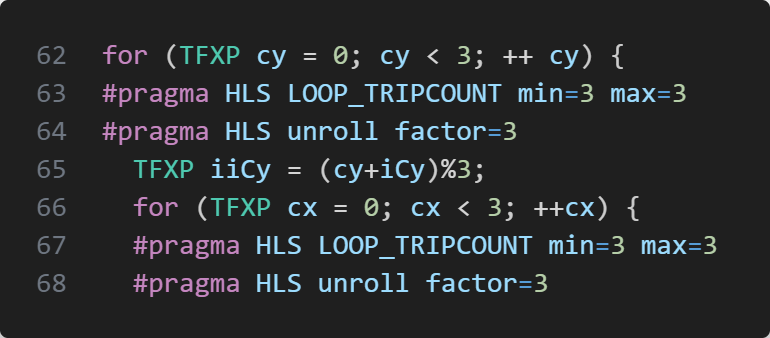 62 for (TFXP cy = 0; cy < 3; ++ cy) {
63 #pragma HLS LOOP_TRIPCOUNT min=3 max=3
64 #pragma HLS unroll factor=3
65 TFXP iiCy = (cy+iCy)%3;
66 for (TFXP cx = 0; cx < 3; ++cx) {
67 #pragma HLS LOOP_TRIPCOUNT min=3 max=3
68 #pragma HLS unroll factor=3